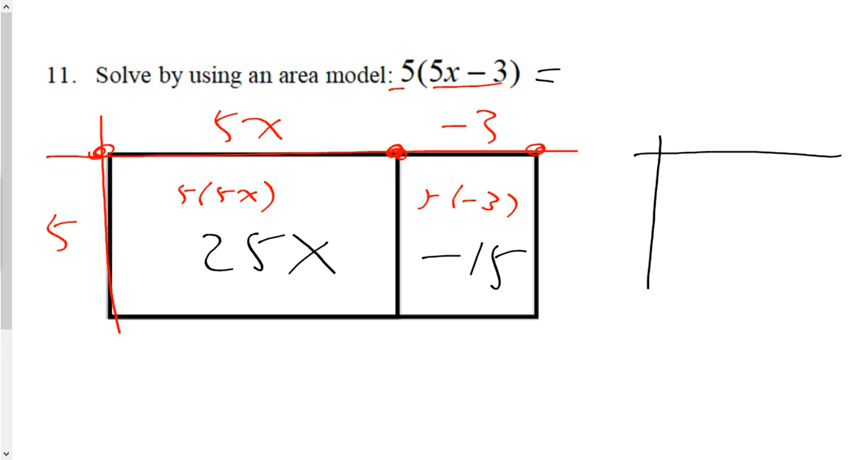 11. Solve by using an area model: 5(5x – 3) =
5x -3
5(5x) 5(-3)
5
25x -15